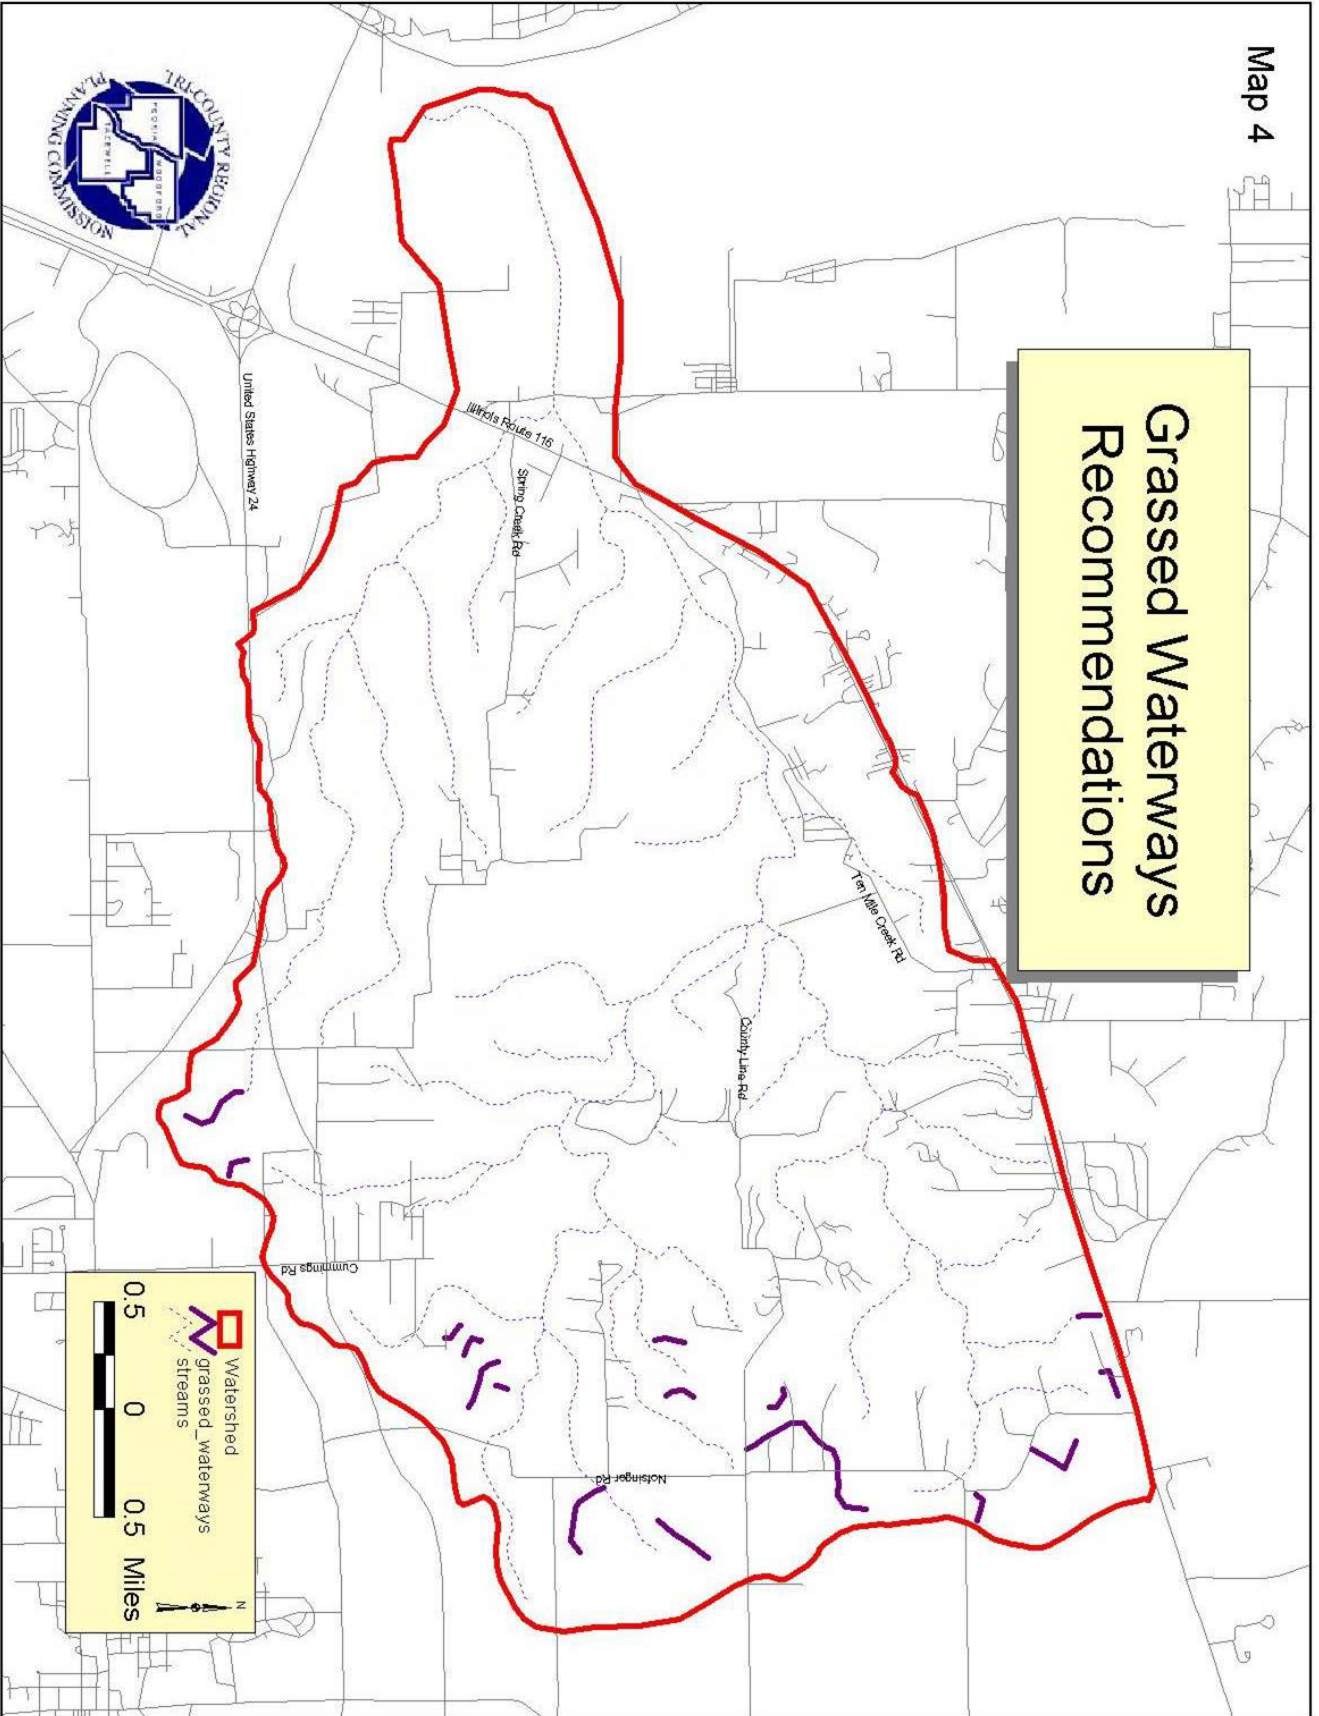 Map 4
Grassed Waterways
Recommendations
Illinois Route 116
Spring Creek Rd
United States Highway 24
Ten Mile Creek Rd
County Line Rd
Cummings Rd
Nofsinger Rd
TRI-COUNTY REGIONAL
PLANNING COMMISSION
PEORIA
WOODFORD
TAZEWELL
Watershed
grassed_waterways
streams
0.5 0 0.5 Miles
N